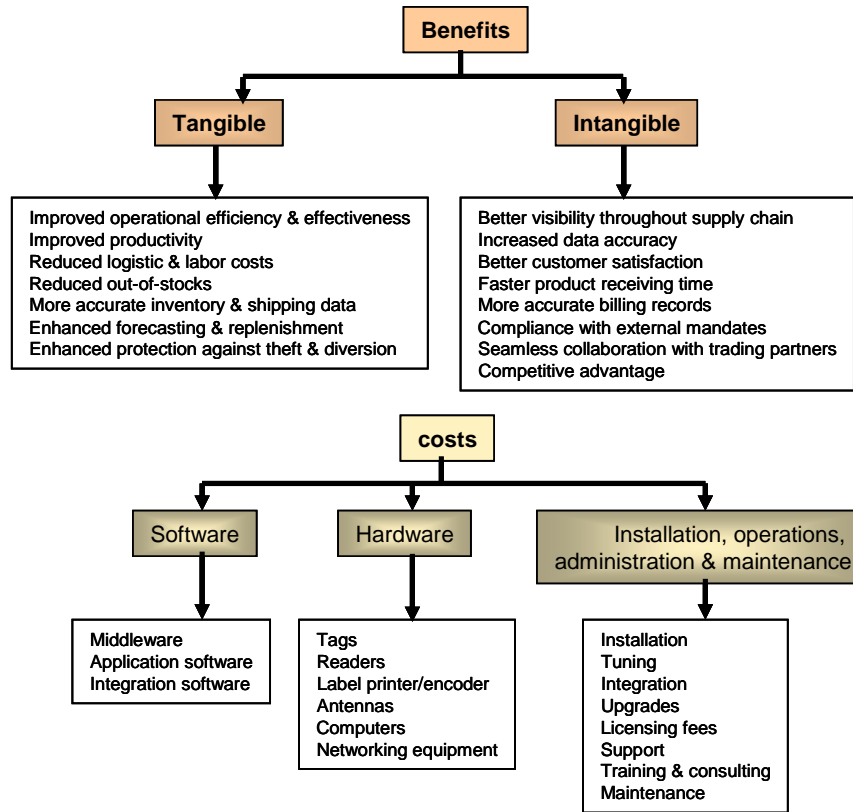 Benefits
Tangible
Intangible
Improved operational efficiency & effectiveness
Improved productivity
Reduced logistic & labor costs
Reduced out-of-stocks
More accurate inventory & shipping data
Enhanced forecasting & replenishment
Enhanced protection against theft & diversion
Better visibility throughout supply chain
Increased data accuracy
Better customer satisfaction
Faster product receiving time
More accurate billing records
Compliance with external mandates
Seamless collaboration with trading partners
Competitive advantage
costs
Software
Hardware
Installation, operations,
administration & maintenance
Middleware
Application software
Integration software
Tags
Readers
Label printer/encoder
Antennas
Computers
Networking equipment
Installation
Tuning
Integration
Upgrades
Licensing fees
Support
Training & consulting
Maintenance